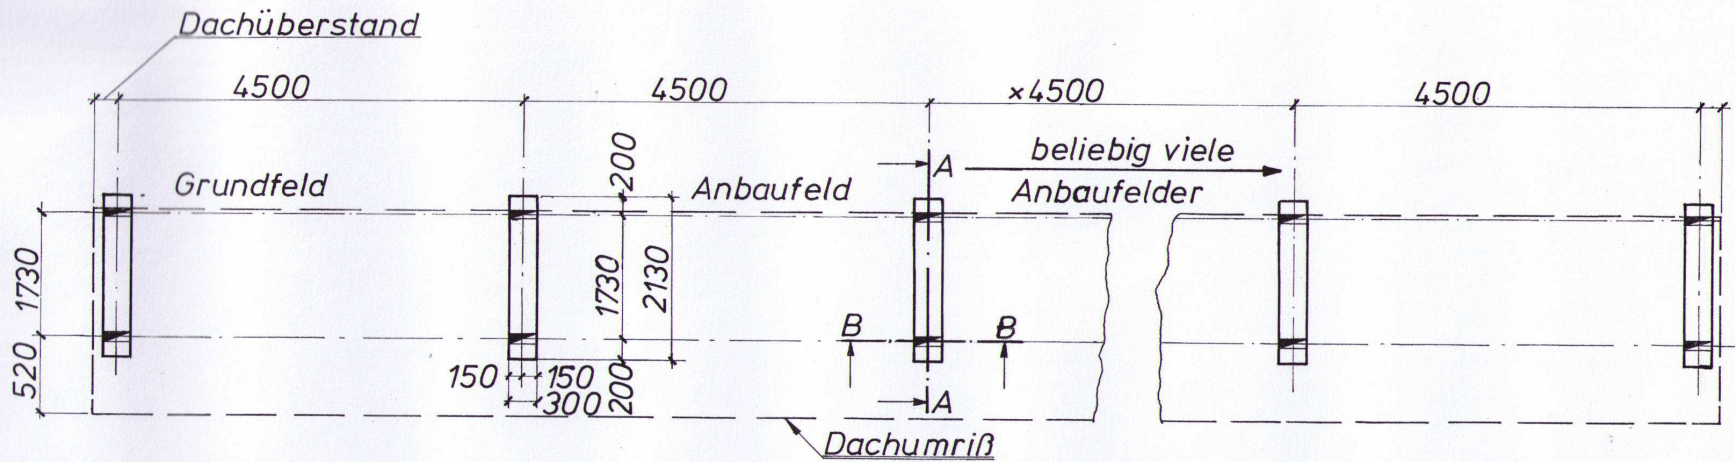 Dachüberstand
4500
4500
×4500
4500
Grundfeld
200
Anbaufeld
A
beliebig viele
Anbaufelder
1730
1730
2130
B
B
520
150
150
300
200
A
Dachumriß